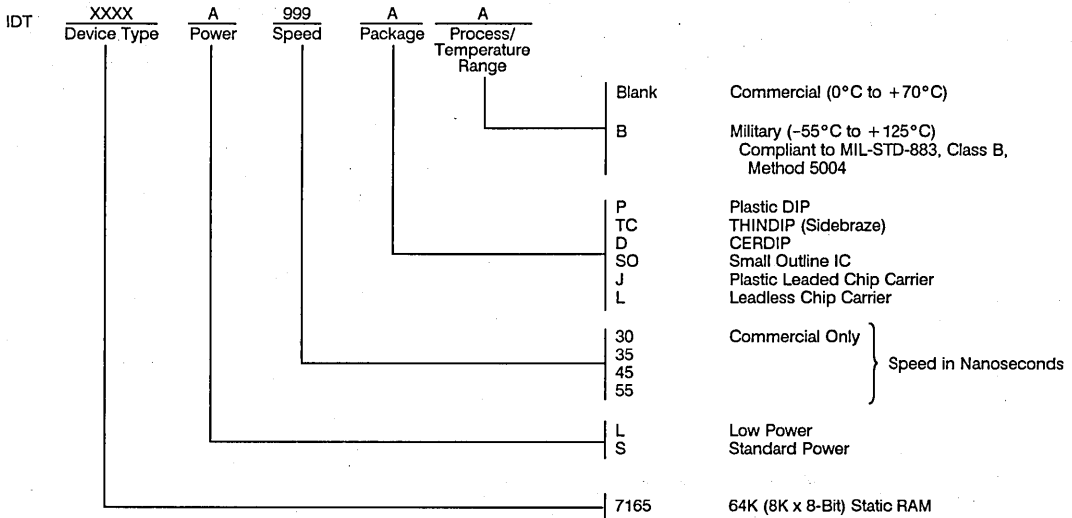 IDT XXXX A 999 A A
Device Type Power Speed Package Process/
Temperature
Range
Blank Commercial (0°C to +70°C)
B Military (–55°C to +125°C)
Compliant to MIL-STD-883, Class B,
Method 5004
P Plastic DIP
TC THINDIP (Sidebraze)
D CERDIP
SO Small Outline IC
J Plastic Leaded Chip Carrier
L Leadless Chip Carrier
30 Commercial Only
35
Speed in Nanoseconds
45
55
L Low Power
S Standard Power
7165 64K (8K x 8-Bit) Static RAM